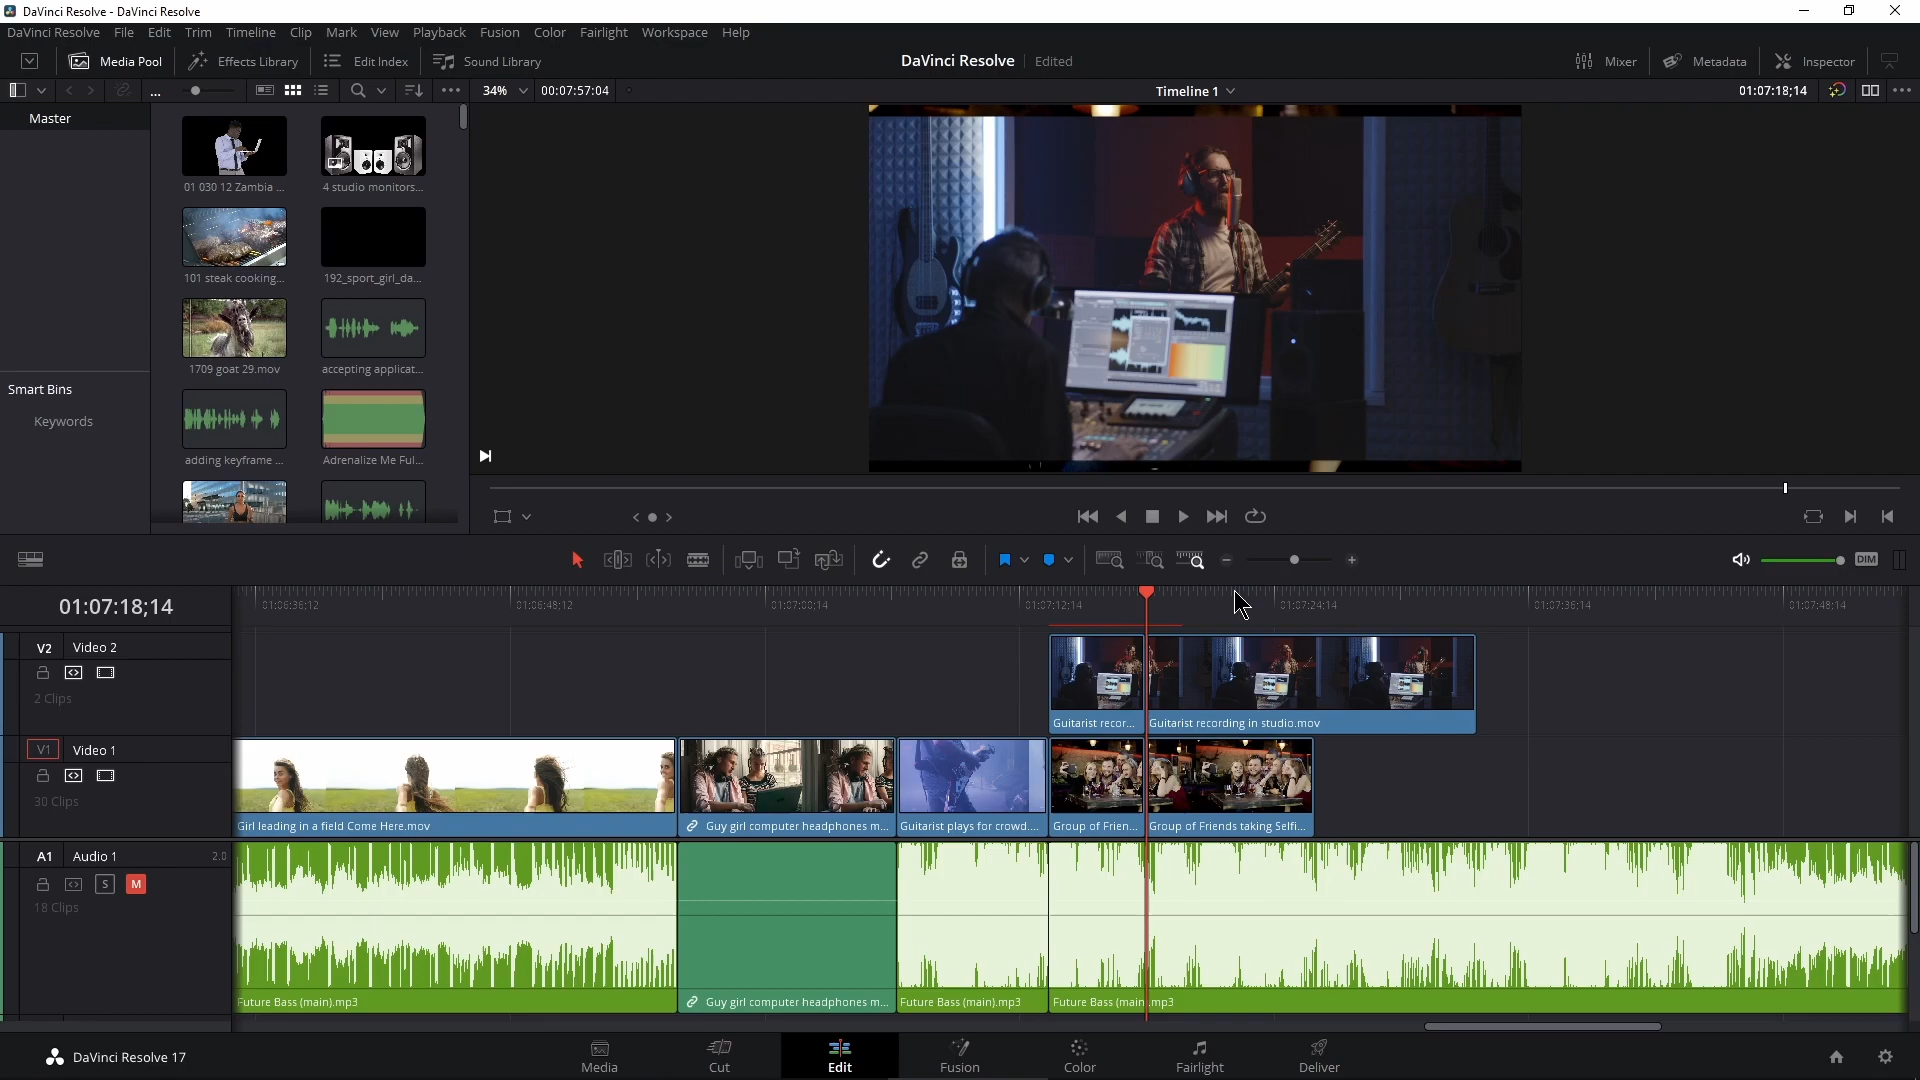 DaVinci Resolve - DaVinci Resolve
DaVinci Resolve File Edit Trim Timeline Clip Mark View Playback Fusion Color Fairlight Workspace Help
Media Pool Effects Library Edit Index Sound Library DaVinci Resolve Edited Mixer Metadata Inspector
... 34% 00:07:57:04 Timeline 1 01:07:18;14
Master
01 030 12 Zambia ... 4 studio monitors...
101 steak cooking... 192_sport_girl_da...
1709 goat 29.mov accepting applicat...
Smart Bins
Keywords
adding keyframe ... Adrenalize Me Ful...
DIM
01:07:18;14 01:06:36:12 01:06:48:12 01:07:00;14 01:07:12;14 01:07:24;14 01:07:36;14 01:07:48;14
V2 Video 2
2 Clips
Guitarist recor... Guitarist recording in studio.mov
V1 Video 1
30 Clips
Girl leading in a field Come Here.mov Guy girl computer headphones m... Guitarist plays for crowd.... Group of Frien... Group of Friends taking Selfi...
A1 Audio 1 2.0
S M
18 Clips
Future Bass (main).mp3 Guy girl computer headphones m... Future Bass (main).mp3 Future Bass (main).mp3
DaVinci Resolve 17 Media Cut Edit Fusion Color Fairlight Deliver